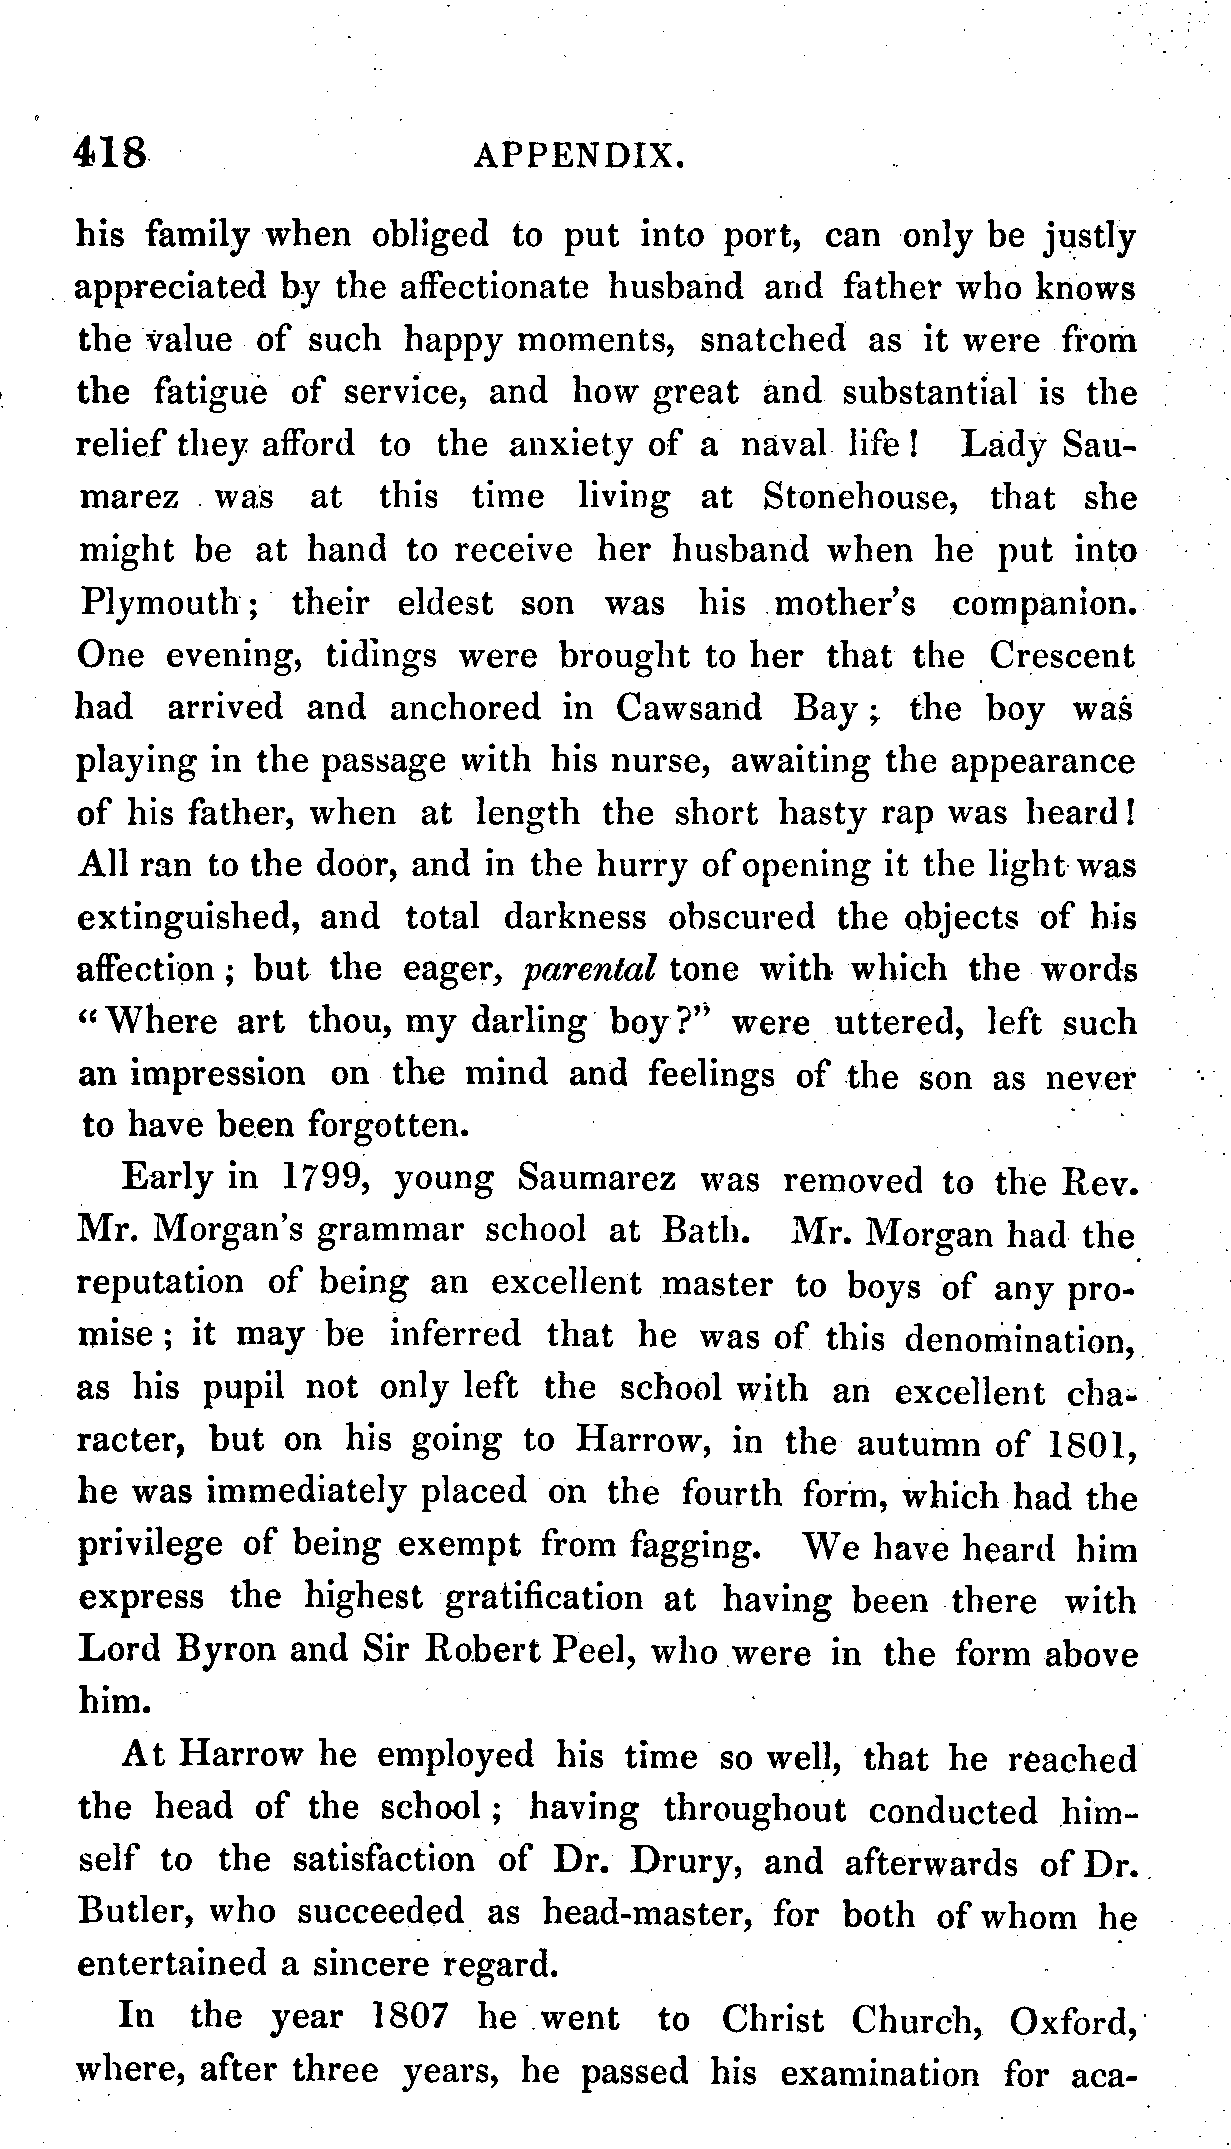 418 APPENDIX.
his family when obliged to put into port, can only be justly
appreciated by the affectionate husband and father who knows
the value of such happy moments, snatched as it were from
the fatigue of service, and how great and substantial is the
relief they afford to the anxiety of a naval life! Lady Sau-
marez was at this time living at Stonehouse, that she
might be at hand to receive her husband when he put into
Plymouth; their eldest son was his mother's companion.
One evening, tidings were brought to her that the Crescent
had arrived and anchored in Cawsand Bay; the boy was
playing in the passage with his nurse, awaiting the appearance
of his father, when at length the short hasty rap was heard!
All ran to the door, and in the hurry of opening it the light was
extinguished, and total darkness obscured the objects of his
affection; but the eager, parental tone with which the words
"Where art thou, my darling boy?" were uttered, left such
an impression on the mind and feelings of the son as never
to have been forgotten.
Early in 1799, young Saumarez was removed to the Rev.
Mr. Morgan's grammar school at Bath. Mr. Morgan had the
reputation of being an excellent master to boys of any pro-
mise; it may be inferred that he was of this denomination,
as his pupil not only left the school with an excellent cha-
racter, but on his going to Harrow, in the autumn of 1801,
he was immediately placed on the fourth form, which had the
privilege of being exempt from fagging. We have heard him
express the highest gratification at having been there with
Lord Byron and Sir Robert Peel, who were in the form above
him.
At Harrow he employed his time so well, that he reached
the head of the school; having throughout conducted him-
self to the satisfaction of Dr. Drury, and afterwards of Dr.
Butler, who succeeded as head-master, for both of whom he
entertained a sincere regard.
In the year 1807 he went to Christ Church, Oxford,
where, after three years, he passed his examination for aca-